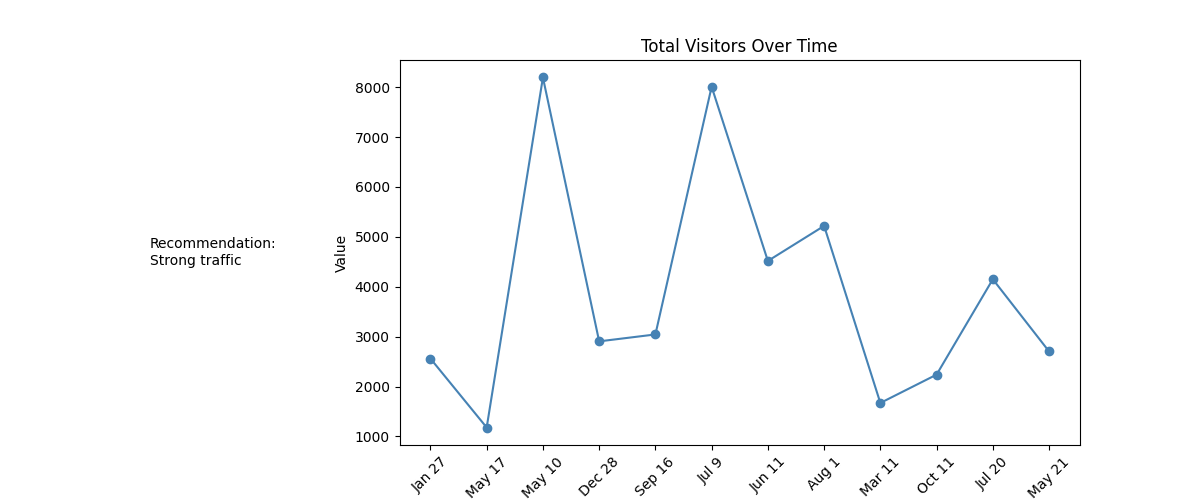 Total Visitors Over Time
Recommendation:
Strong traffic
Value
8000
7000
6000
5000
4000
3000
2000
1000
Jan 27
May 17
May 10
Dec 28
Sep 16
Jul 9
Jun 11
Aug 1
Mar 11
Oct 11
Jul 20
May 21